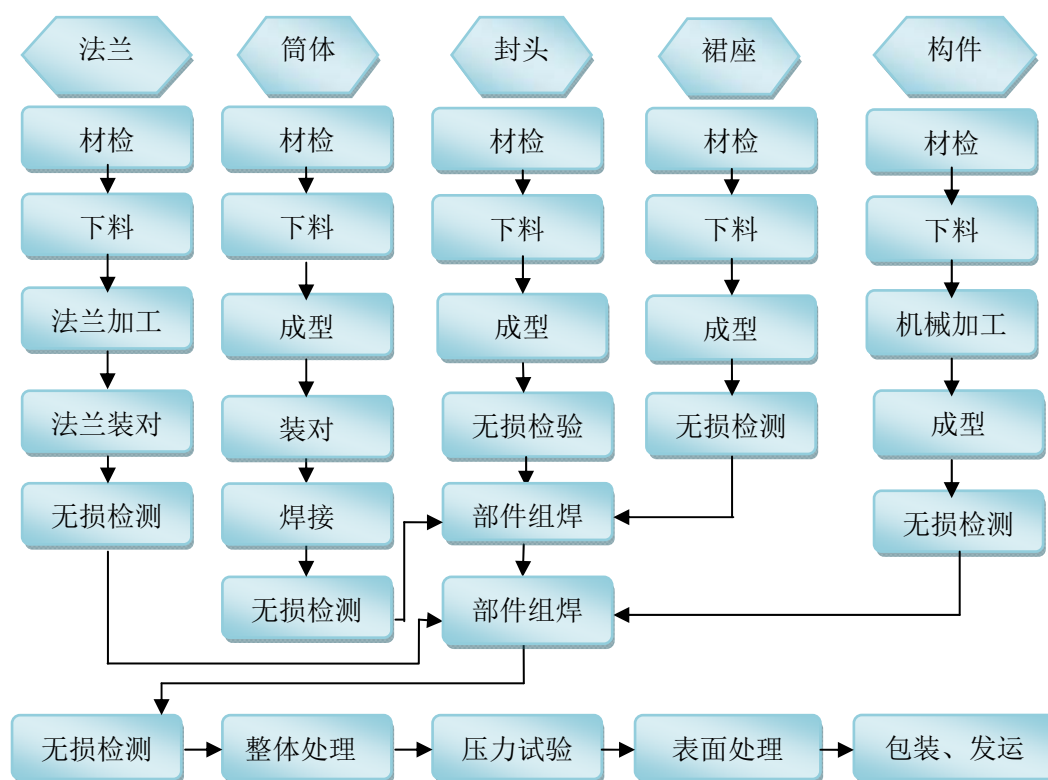 法兰
筒体
封头
裙座
构件
材检
材检
材检
材检
材检
下料
下料
下料
下料
下料
法兰加工
成型
成型
成型
机械加工
法兰装对
装对
无损检验
无损检测
成型
无损检测
焊接
部件组焊
无损检测
无损检测
部件组焊
无损检测
整体处理
压力试验
表面处理
包装、发运